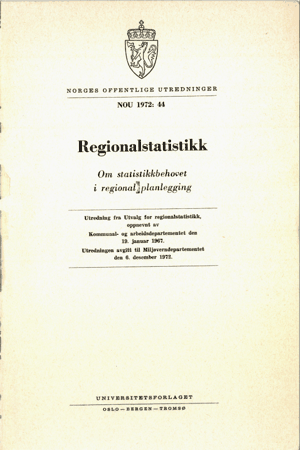 NORGES OFFENTLIGE UTREDNINGER
NOU 1972: 44
Regionalstatistikk
Om statistikkbehovet
i regional planlegging
Utredning fra Utvalg for regionalstatistikk,
oppnevnt av
Kommunal- og arbeidsdepartementet den
13. januar 1967.
Utredningen avgitt til Miljøverndepartementet
den 6. desember 1972.
UNIVERSITETSFORLAGET
OSLO — BERGEN — TROMSØ